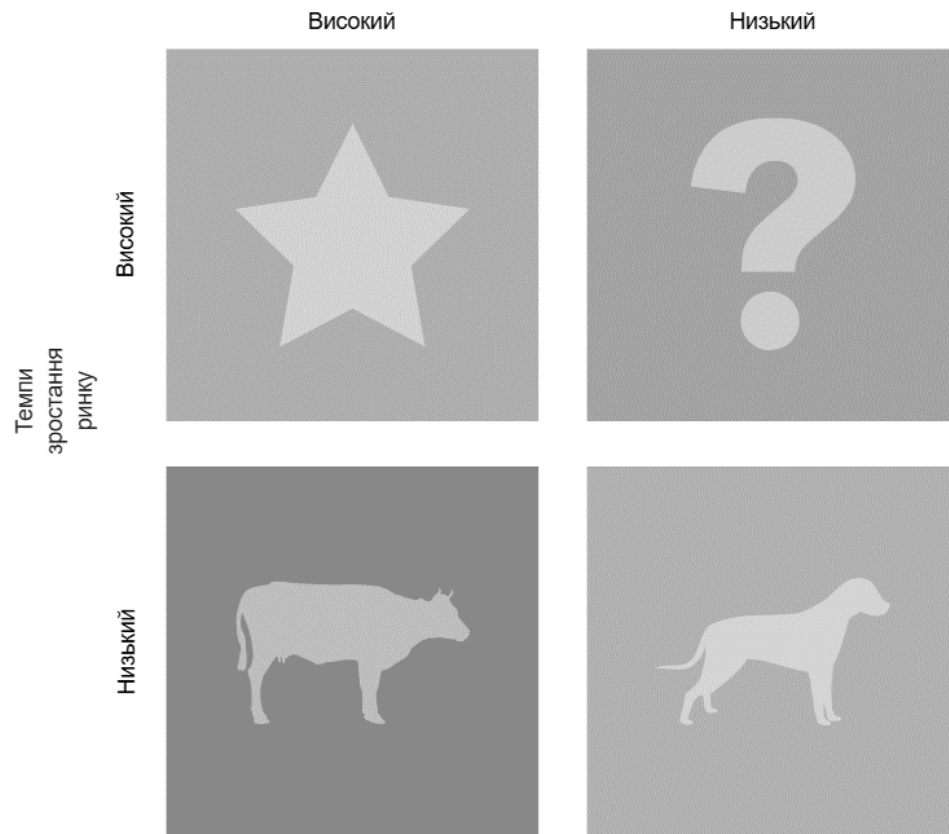 Високий
Низький
Високий
Темпи
зростання
ринку
Низький